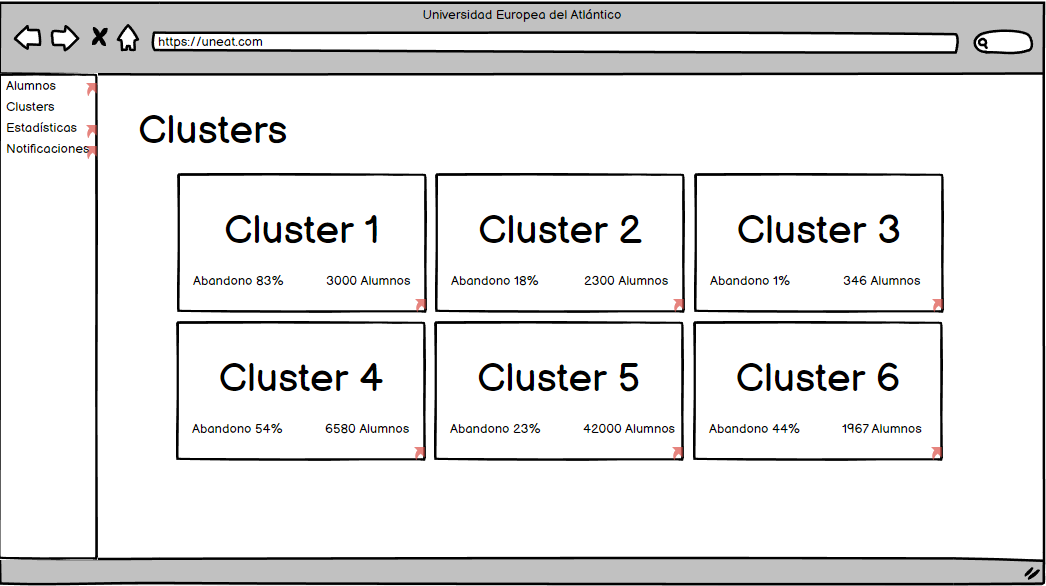 Universidad Europea del Atlántico
https://uneat.com
Alumnos
Clusters
Estadísticas
Notificaciones
Clusters
Cluster 1
Abandono 83% 3000 Alumnos
Cluster 2
Abandono 18% 2300 Alumnos
Cluster 3
Abandono 1% 346 Alumnos
Cluster 4
Abandono 54% 6580 Alumnos
Cluster 5
Abandono 23% 42000 Alumnos
Cluster 6
Abandono 44% 1967 Alumnos